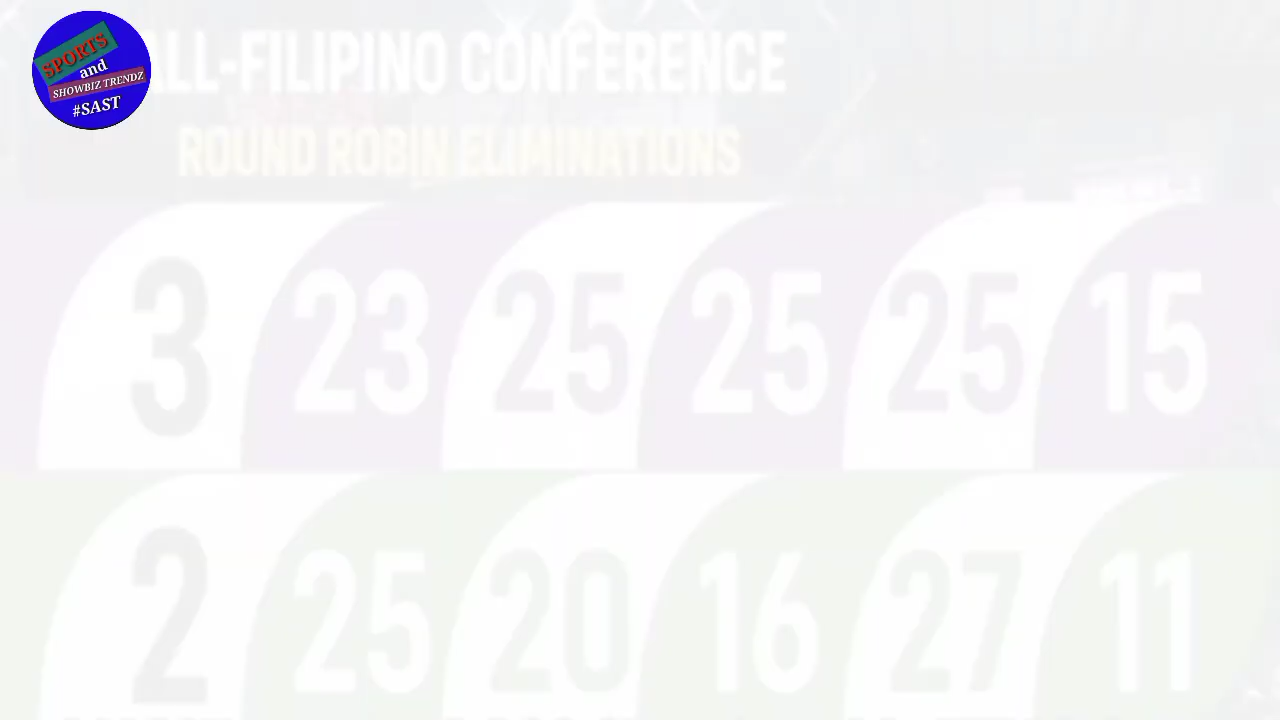 SPORTS
and
SHOWBIZ TRENDZ
#SAST
ALL-FILIPINO CONFERENCE
ROUND ROBIN ELIMINATIONS
3 23 25 25 25 15
2 25 20 16 27 11